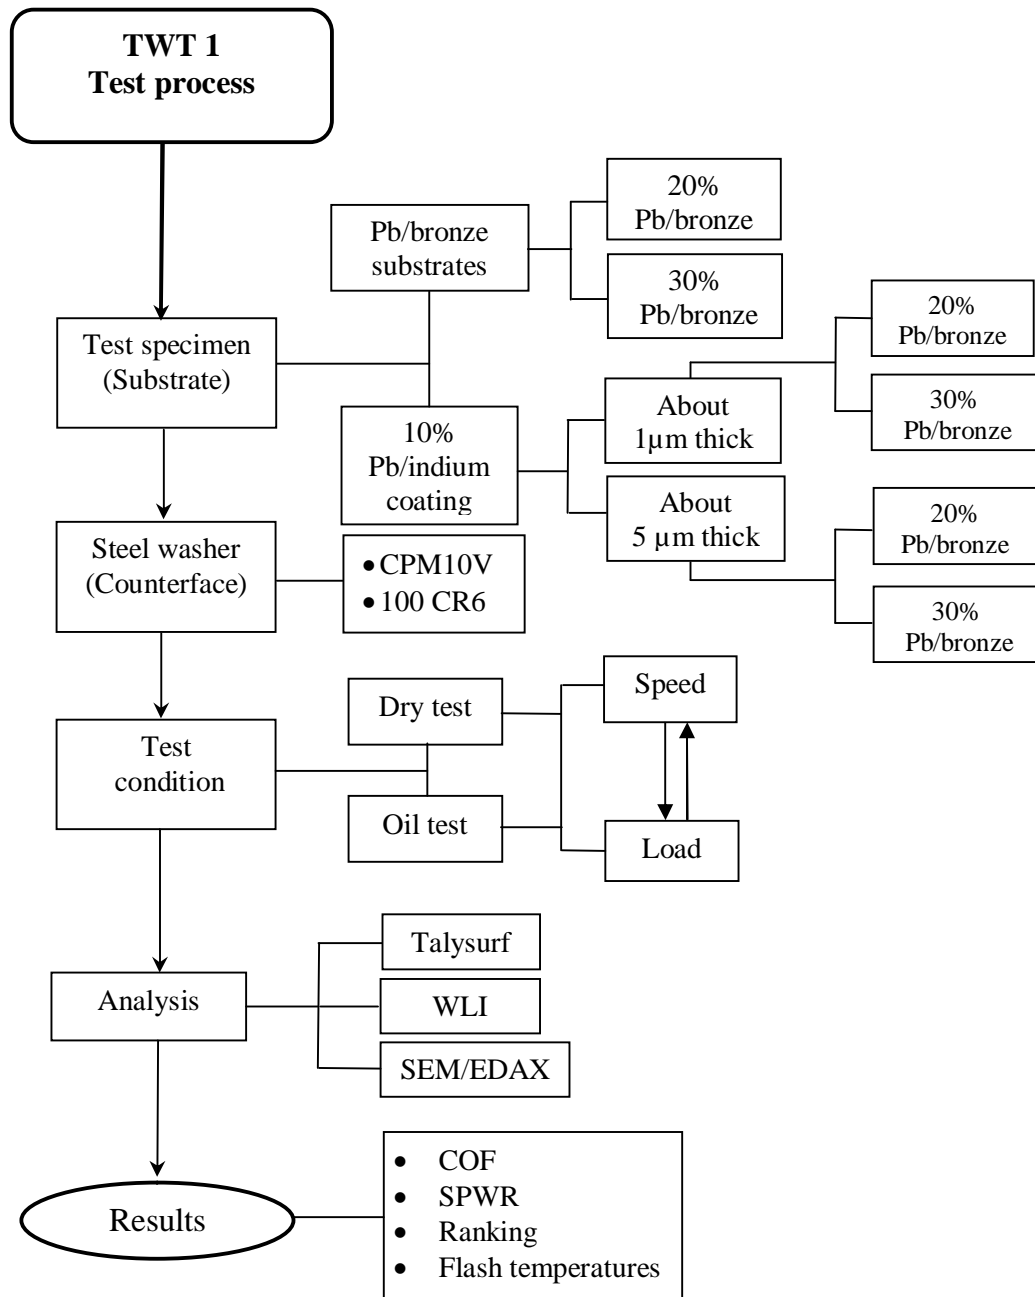 TWT 1
Test process
20%
Pb/bronze
Pb/bronze
substrates
30%
Pb/bronze
20%
Pb/bronze
Test specimen
(Substrate)
About
1µm thick
30%
Pb/bronze
10%
Pb/indium
coating
About
5 µm thick
20%
Pb/bronze
Steel washer
(Counterface)
• CPM10V
• 100 CR6
30%
Pb/bronze
Speed
Dry test
Test
condition
Oil test
Load
Talysurf
Analysis
WLI
SEM/EDAX
Results
• COF
• SPWR
• Ranking
• Flash temperatures